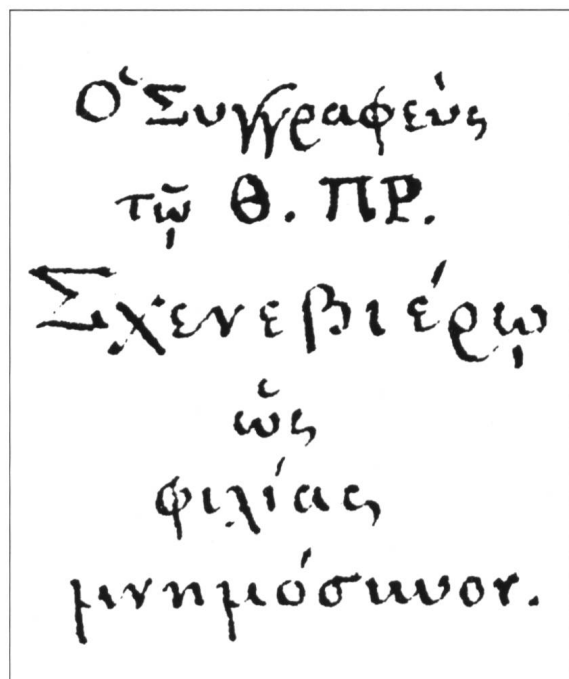 Ὁ Συγγραφεὺς
τῷ Θ. ΠΡ.
Σχενεβιέρῳ
ὡς
φιλίας
μνημόσυνον.